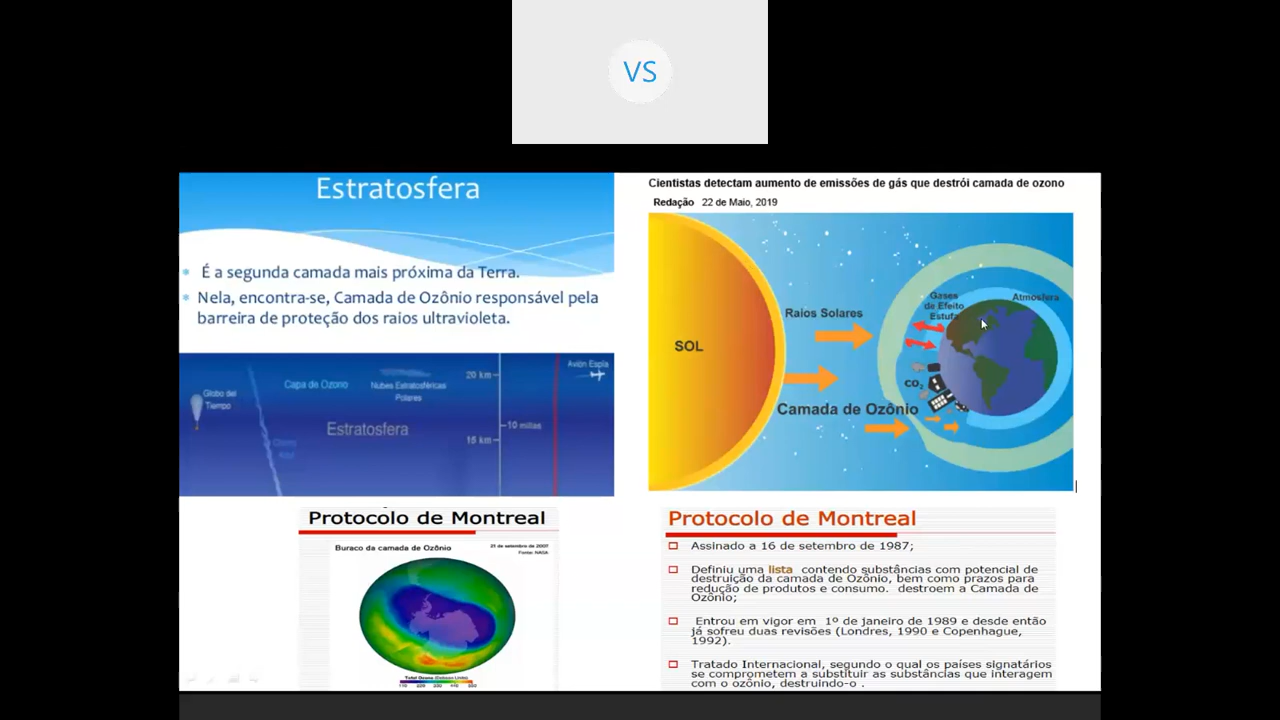 VS
Estratosfera
É a segunda camada mais próxima da Terra.
Nela, encontra-se, Camada de Ozônio responsável pela
barreira de proteção dos raios ultravioleta.
Globo del
Tiempo
Capa de Ozono
Nubes Estratosféricas
Polares
Estratosfera
20 km
10 millas
15 km
Avión Espía
Cientistas detectam aumento de emissões de gás que destrói camada de ozono
Redação 22 de Maio, 2019
SOL
Raios Solares
Camada de Ozônio
Gases
de Efeito
Estufa
Atmosfera
CO2
Protocolo de Montreal
Buraco da camada de Ozônio
21 de setembro de 2007
Fonte: NASA
Total Ozone (Dobson Units)
110 220 330 440 550
Protocolo de Montreal
Assinado a 16 de setembro de 1987;
Definiu uma lista contendo substâncias com potencial de
destruição da camada de Ozônio, bem como prazos para
redução de produtos e consumo. destroem a Camada de
Ozônio;
Entrou em vigor em 1º de janeiro de 1989 e desde então
já sofreu duas revisões (Londres, 1990 e Copenhague,
1992).
Tratado Internacional, segundo o qual os países signatários
se comprometem a substituir as substâncias que interagem
com o ozônio, destruindo-o .